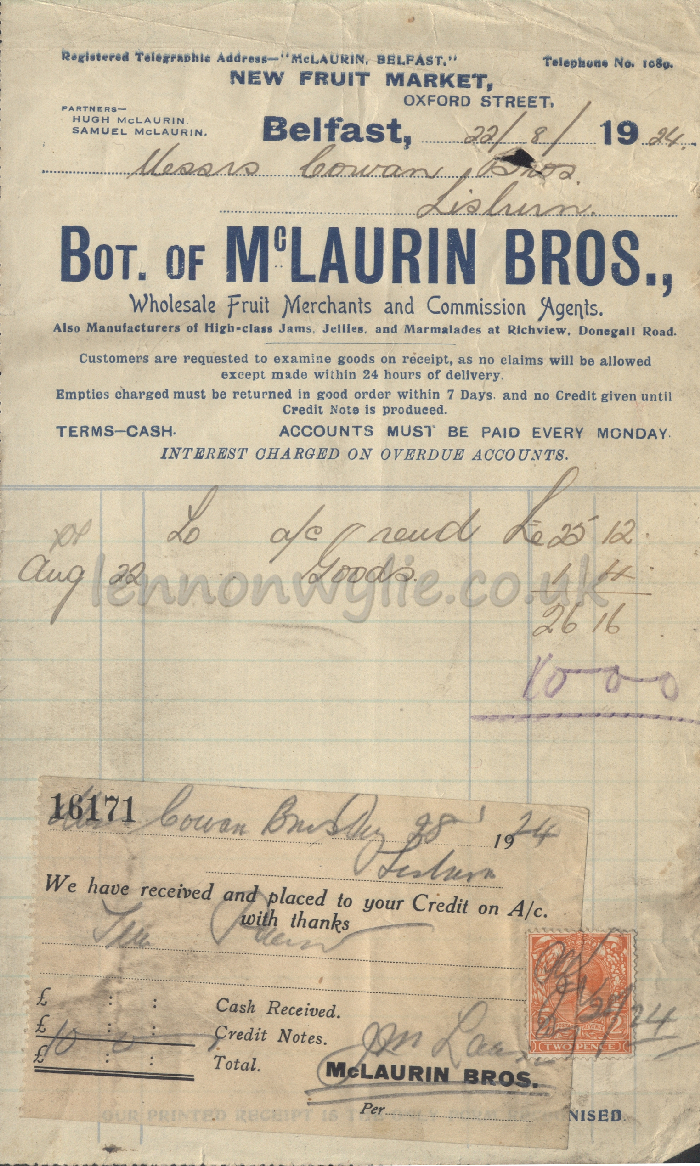 Registered Telegraphic Address—"McLAURIN, BELFAST."
Telephone No. 1089.
NEW FRUIT MARKET,
OXFORD STREET,
PARTNERS—
HUGH McLAURIN.
SAMUEL McLAURIN.
Belfast, 22/8/ 1924.
Messrs Cowan Bros.
Lisburn.
BOT. OF McLAURIN BROS.,
Wholesale Fruit Merchants and Commission Agents.
Also Manufacturers of High-class Jams, Jellies, and Marmalades at Richview, Donegall Road.
Customers are requested to examine goods on receipt, as no claims will be allowed
except made within 24 hours of delivery.
Empties charged must be returned in good order within 7 Days. and no Credit given until
Credit Note is produced.
TERMS—CASH. ACCOUNTS MUST BE PAID EVERY MONDAY.
INTEREST CHARGED ON OVERDUE ACCOUNTS.
To a/c rend 25 12
Aug 22 Goods. 1 4
26 16
10 0 0
lennonwylie.co.uk
16171
Cowan Bros Aug 28 1924
Lisburn
We have received and placed to your Credit on A/c.
with thanks
Ten
£ : : Cash Received.
£ : : Credit Notes.
£ 10 0 : Total.
McLAURIN BROS.
Per
TWO PENCE
OUR PRINTED RECEIPT IS
NISED.